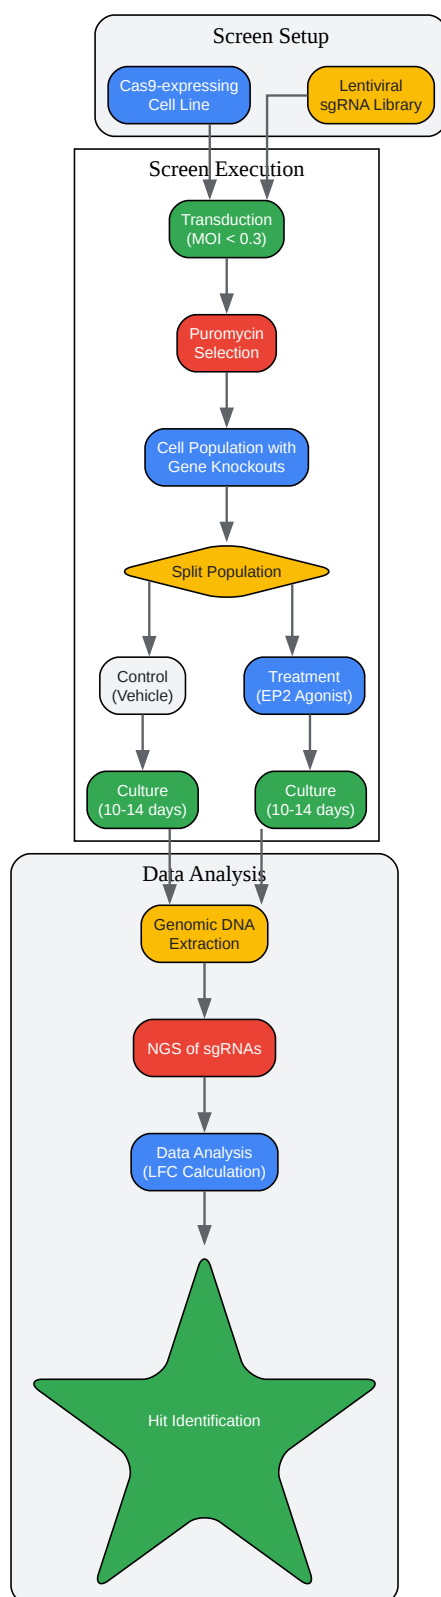 Screen Setup
Cas9-expressing
Cell Line
Lentiviral
sgRNA Library
Screen Execution
Transduction
(MOI < 0.3)
Puromycin
Selection
Cell Population with
Gene Knockouts
Split Population
Control
(Vehicle)
Treatment
(EP2 Agonist)
Culture
(10-14 days)
Culture
(10-14 days)
Data Analysis
Genomic DNA
Extraction
NGS of sgRNAs
Data Analysis
(LFC Calculation)
Hit Identification